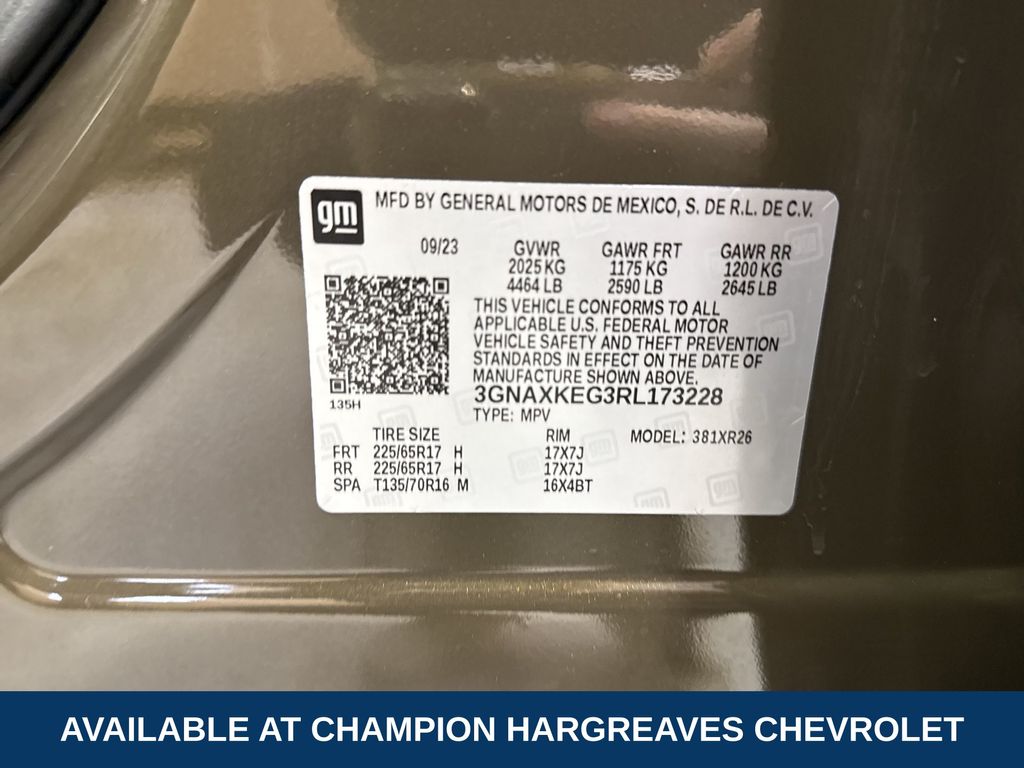 gm MFD BY GENERAL MOTORS DE MEXICO, S. DE R.L. DE C.V.
09/23 GVWR GAWR FRT GAWR RR
2025 KG 1175 KG 1200 KG
4464 LB 2590 LB 2645 LB
THIS VEHICLE CONFORMS TO ALL
APPLICABLE U.S. FEDERAL MOTOR
VEHICLE SAFETY AND THEFT PREVENTION
STANDARDS IN EFFECT ON THE DATE OF
MANUFACTURE SHOWN ABOVE.
3GNAXKEG3RL173228
135H
TYPE: MPV
TIRE SIZE RIM MODEL: 381XR26
FRT 225/65R17 H 17X7J
RR 225/65R17 H 17X7J
SPA T135/70R16 M 16X4BT
AVAILABLE AT CHAMPION HARGREAVES CHEVROLET